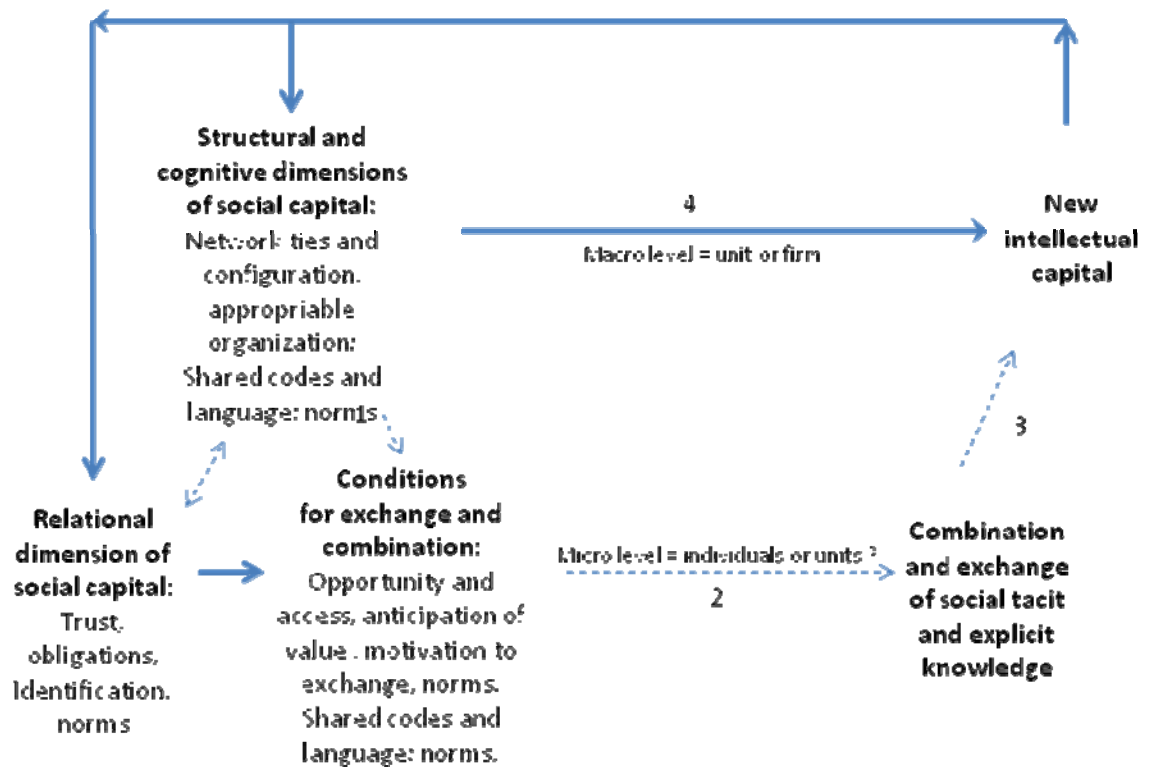 Structural and
cognitive dimensions
of social capital:
Network ties and
configuration.
appropriable
organization:
Shared codes and
language: norms
1
4
Macro level = unit or firm
New
intellectual
capital
3
Relational
dimension of
social capital:
Trust,
obligations,
Identification.
norms
Conditions
for exchange and
combination:
Opportunity and
access, anticipation of
value. motivation to
exchange, norms.
Shared codes and
language: norms.
Micro level = individuals or units
2
Combination
and exchange
of social tacit
and explicit
knowledge